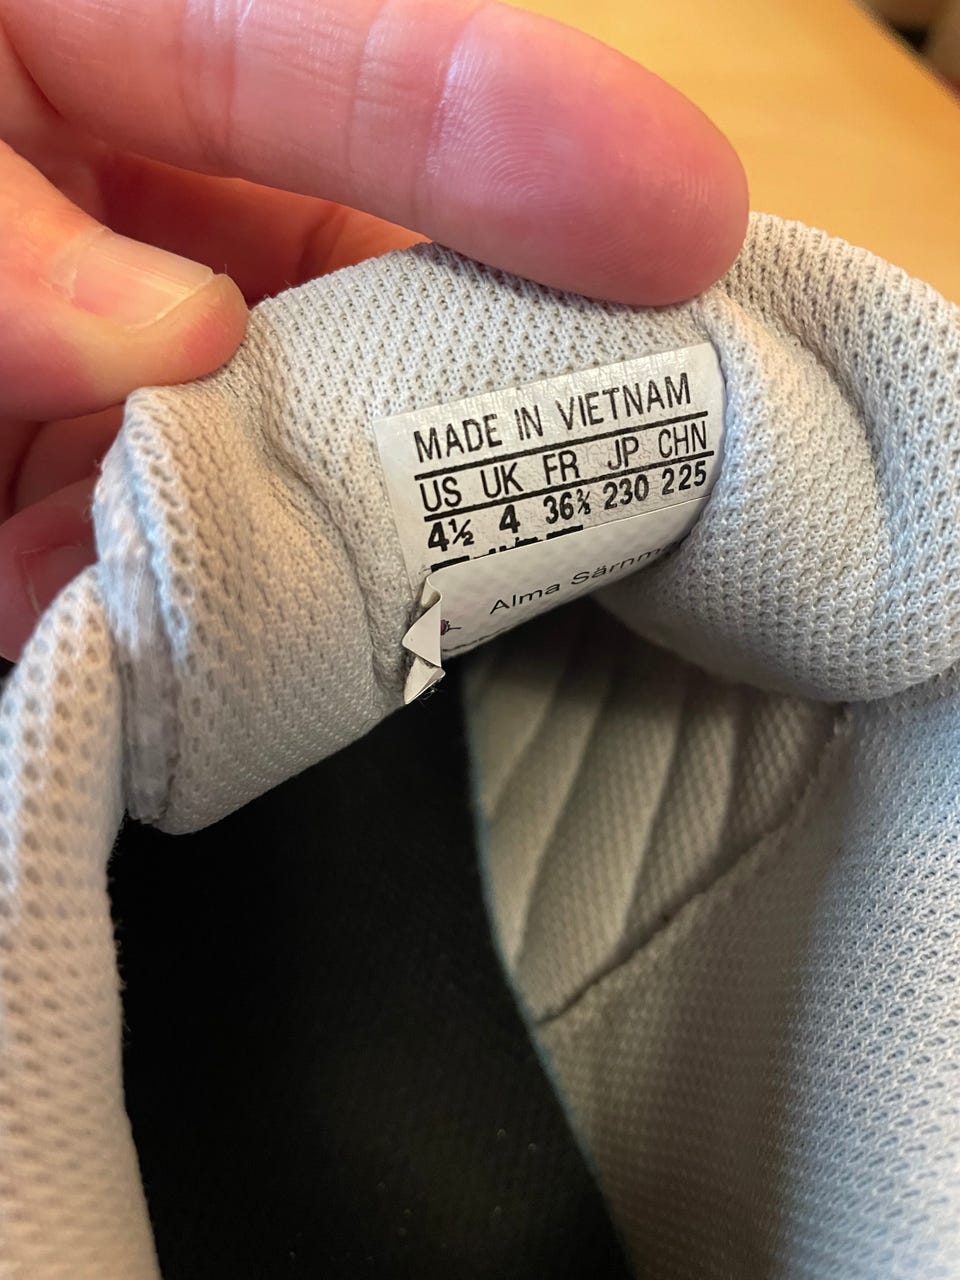 MADE IN VIETNAM
US UK FR JP CHN
4½ 4 36⅔ 230 225
Alma